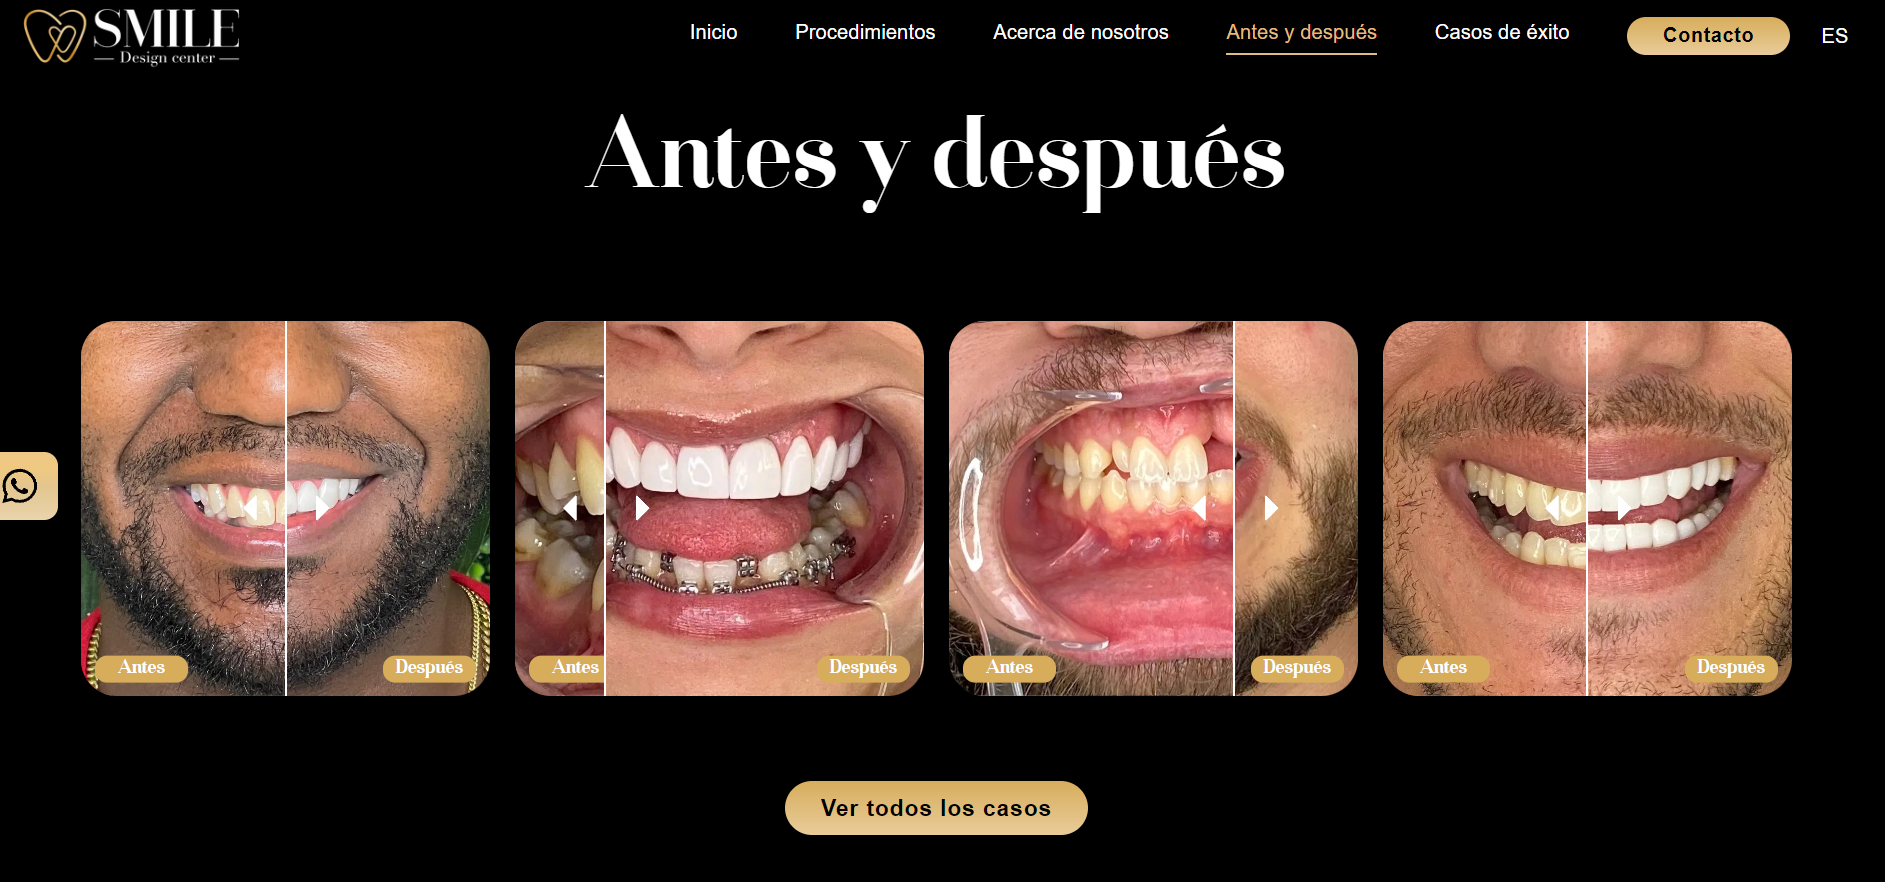 SMILE
Design center
Inicio
Procedimientos
Acerca de nosotros
Antes y después
Casos de éxito
Contacto
ES
Antes y después
Antes
Después
Antes
Después
Antes
Después
Antes
Después
Ver todos los casos